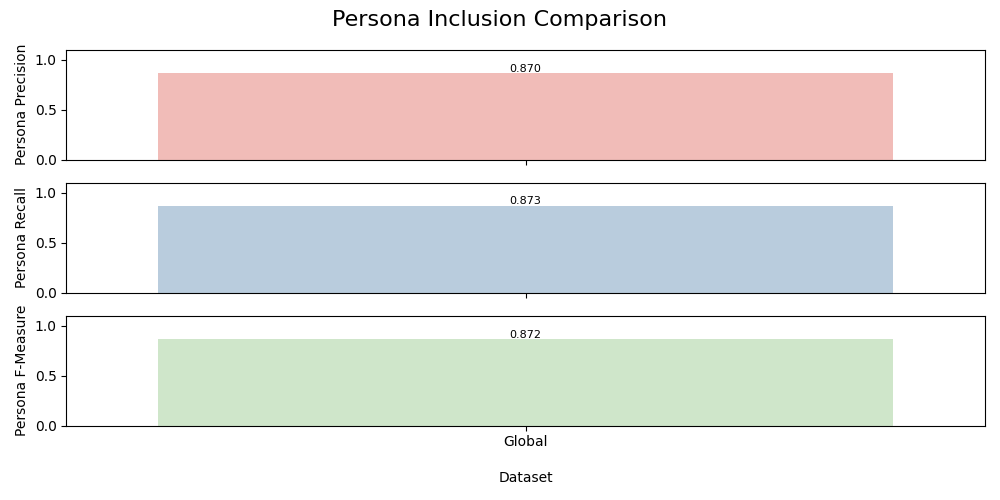 Persona Inclusion Comparison
Persona Precision
1.0
0.5
0.0
0.870
Persona Recall
1.0
0.5
0.0
0.873
Persona F-Measure
1.0
0.5
0.0
0.872
Global
Dataset